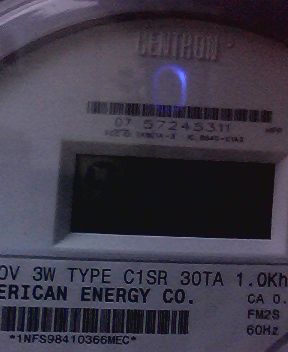 CENTRON
07 57245311
0V 3W TYPE C1SR 30TA 1.0Kh
ERICAN ENERGY CO.
CA 0.
FM2S
*1NFS98410366MEC*
60Hz